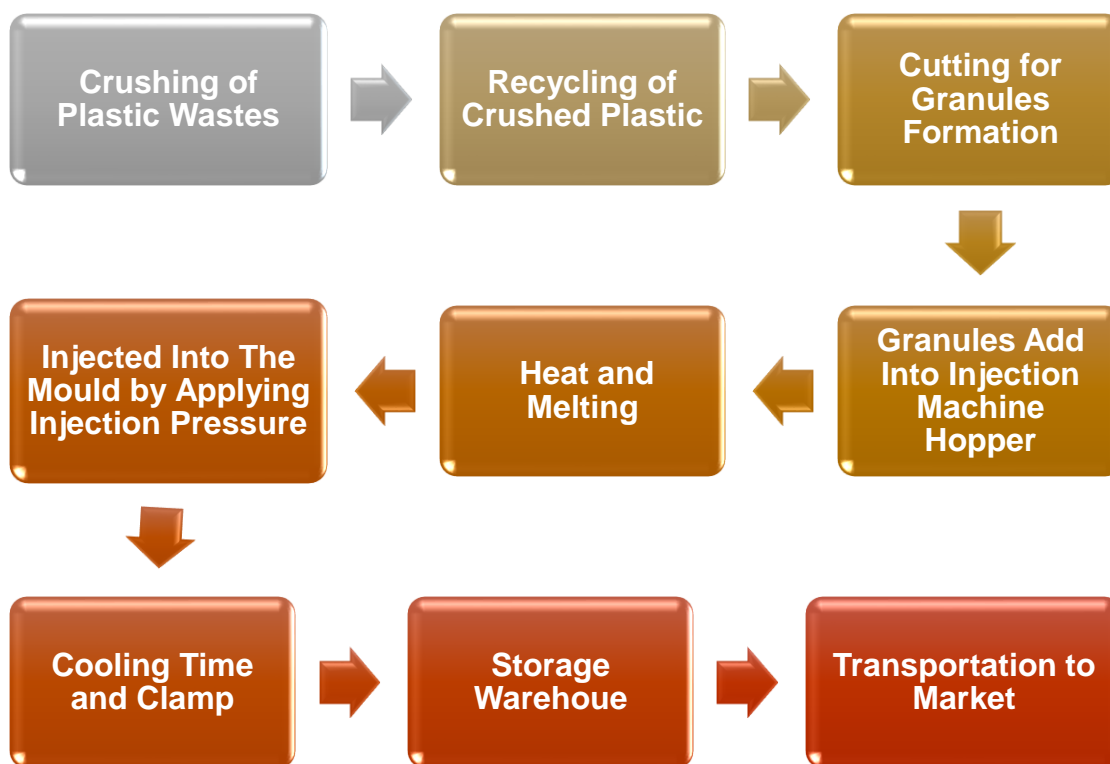 Crushing of
Plastic Wastes
Recycling of
Crushed Plastic
Cutting for
Granules
Formation
Granules Add
Into Injection
Machine
Hopper
Heat and
Melting
Injected Into The
Mould by Applying
Injection Pressure
Cooling Time
and Clamp
Storage
Warehoue
Transportation to
Market